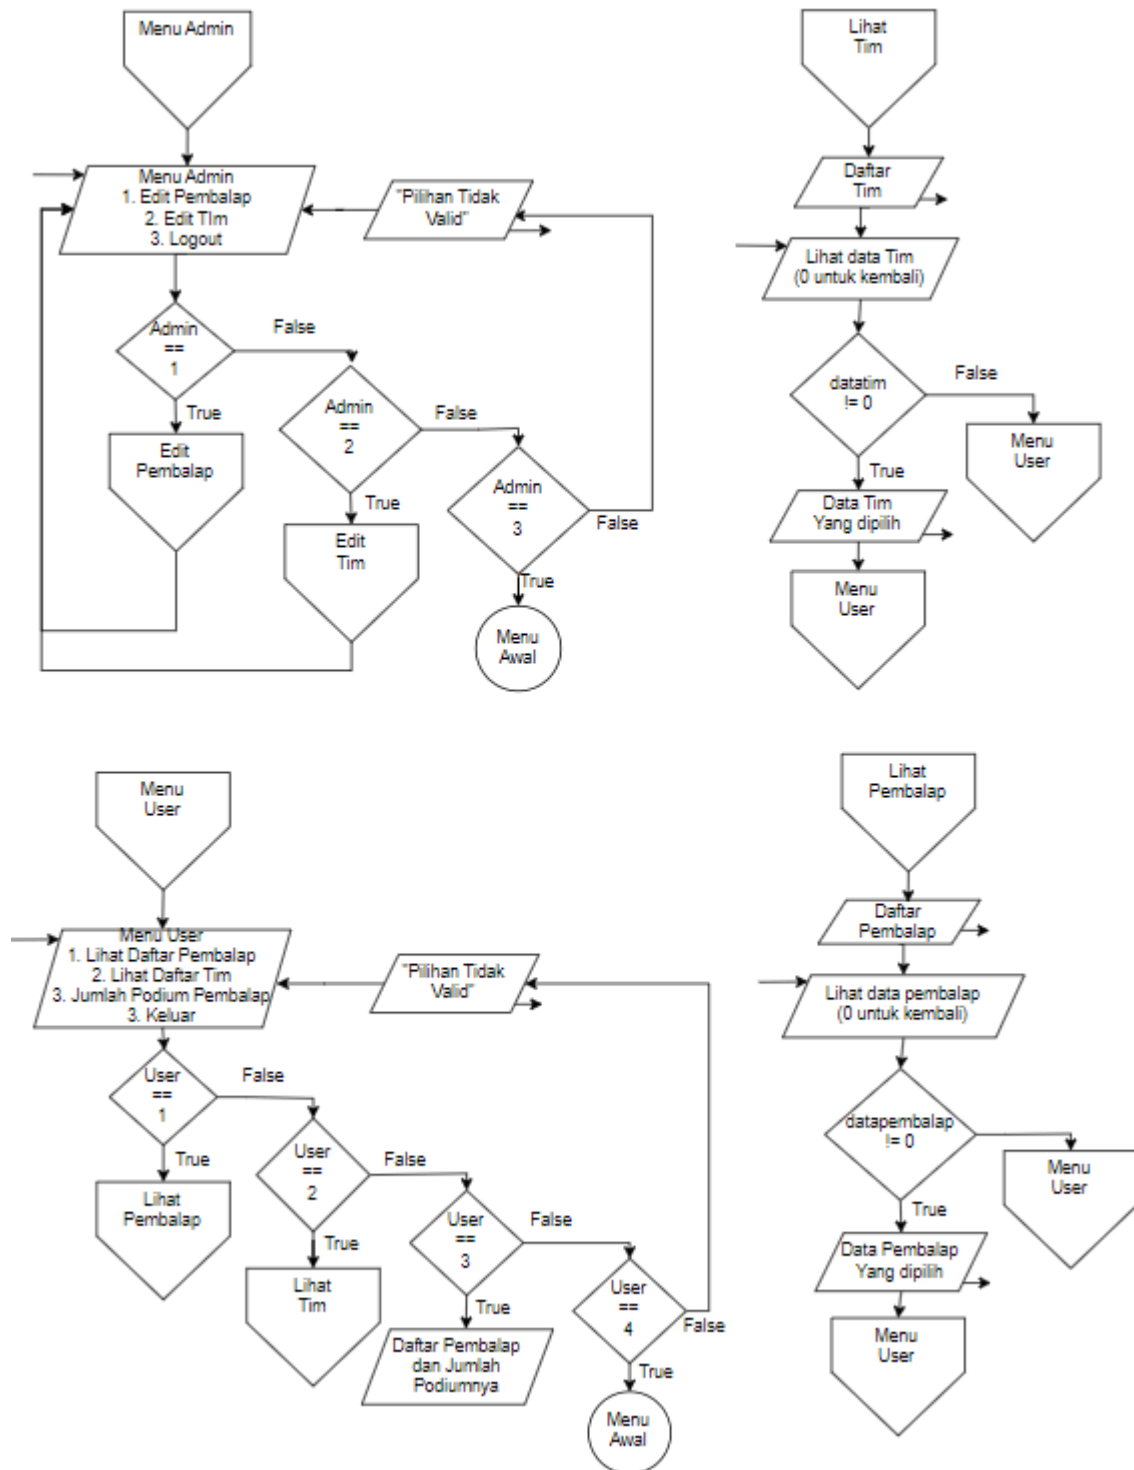 Menu Admin
Menu Admin
1. Edit Pembalap
2. Edit TIm
3. Logout
"Pilihan Tidak
Valid"
Admin
==
1
False
True
Edit
Pembalap
Admin
==
2
False
True
Edit
Tim
Admin
==
3
False
True
Menu
Awal
Lihat
Tim
Daftar
Tim
Lihat data Tim
(0 untuk kembali)
datatim
!= 0
False
Menu
User
True
Data Tim
Yang dipilih
Menu
User
Menu
User
Menu User
1. Lihat Daftar Pembalap
2. Lihat Daftar Tim
3. Jumlah Podium Pembalap
3. Keluar
"Pilihan Tidak
Valid"
User
==
1
False
True
Lihat
Pembalap
User
==
2
False
True
Lihat
Tim
User
==
3
False
True
Daftar Pembalap
dan Jumlah
Podiumnya
User
==
4
False
True
Menu
Awal
Lihat
Pembalap
Daftar
Pembalap
Lihat data pembalap
(0 untuk kembali)
datapembalap
!= 0
Menu
User
True
Data Pembalap
Yang dipilih
Menu
User